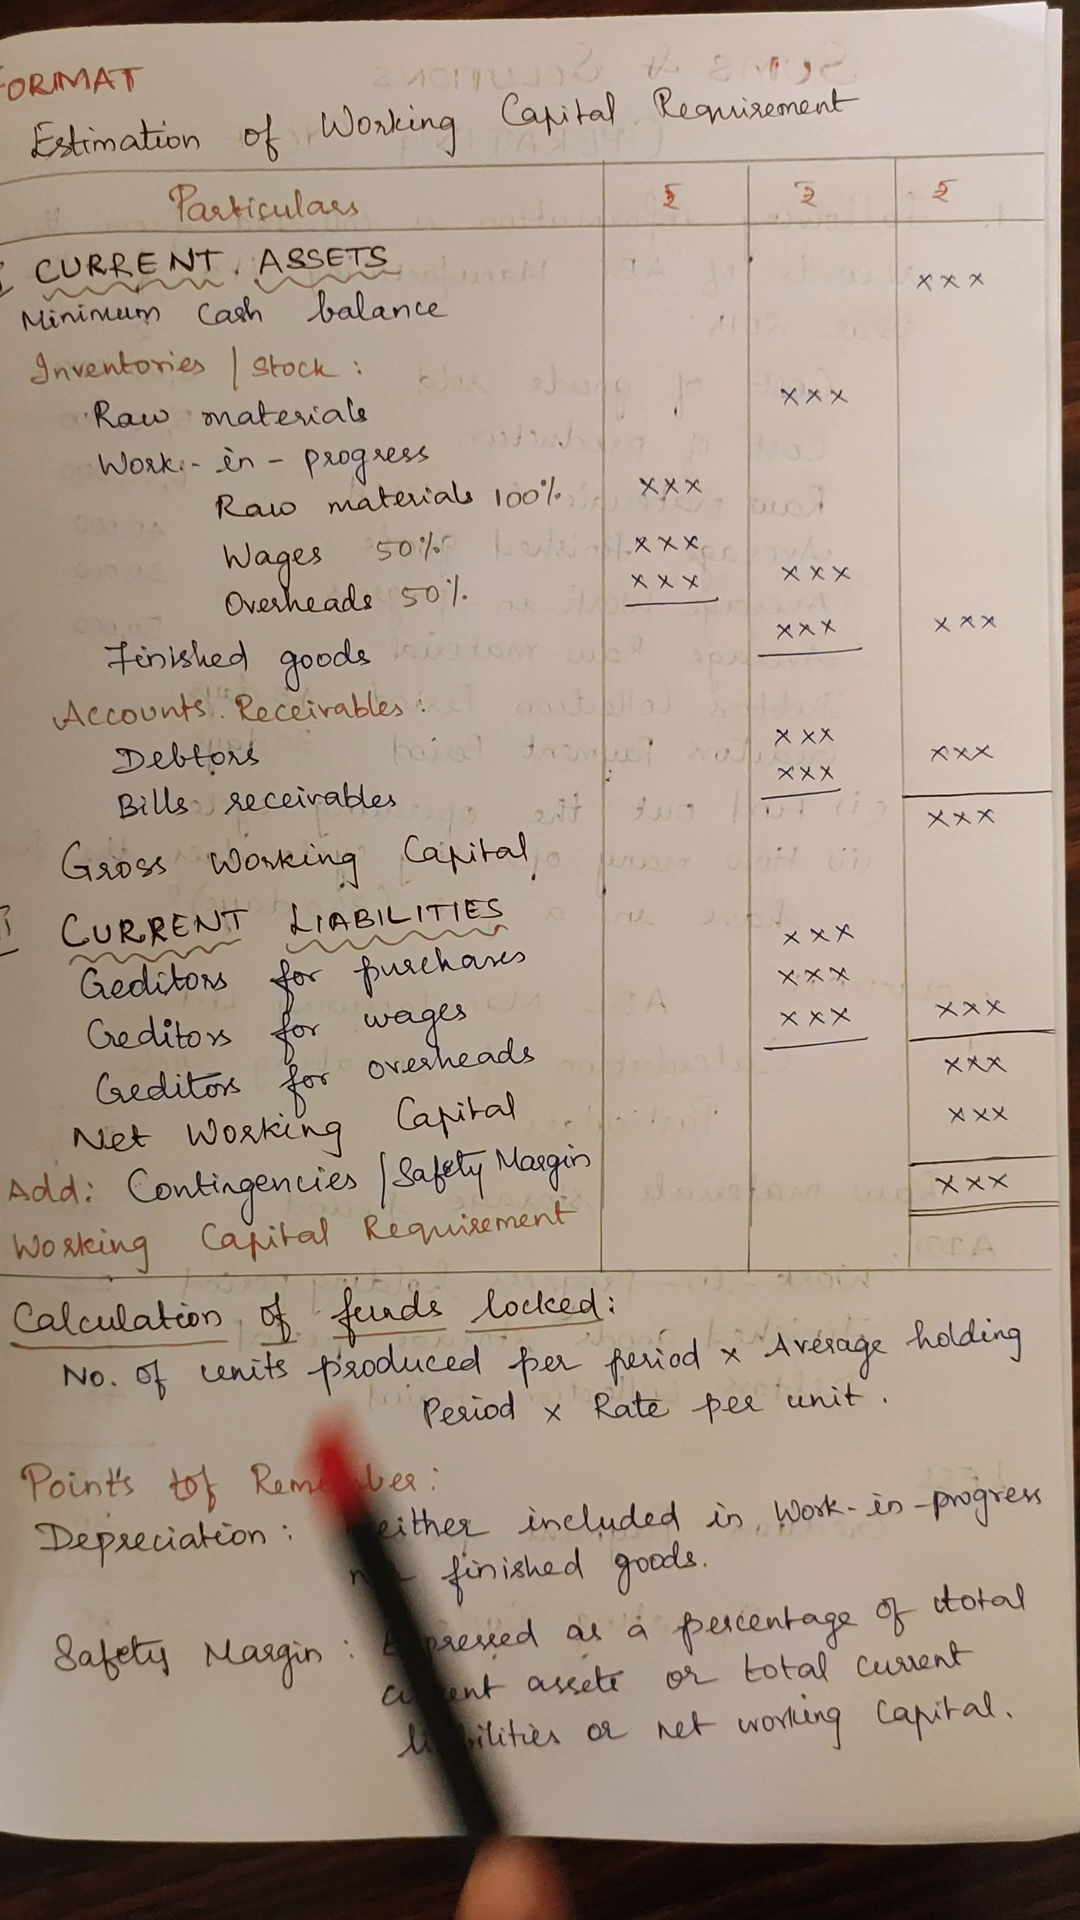 FORMAT
Estimation of Working Capital Requirement
Particulars ₹ ₹ ₹
I CURRENT ASSETS
Minimum Cash balance xxx
Inventories / Stock :
Raw materials xxx
Work-in-progress
Raw materials 100% xxx
Wages 50% xxx
Overheads 50% xxx xxx
Finished goods xxx xxx
Accounts Receivables :
Debtors xxx
Bills receivables xxx xxx
Gross Working Capital xxx
II CURRENT LIABILITIES
Creditors for purchases xxx
Creditors for wages xxx
Creditors for overheads xxx xxx
Net Working Capital xxx
Add: Contingencies / Safety Margin xxx
Working Capital Requirement xxx
Calculation of funds locked:
No. of units produced per period x Average holding
Period x Rate per unit.
Points tof Remember:
Depreciation: either included in Work-in-progress
finished goods.
Safety Margin: Expressed as a percentage of total
current assets or total current
liabilities or net working capital.